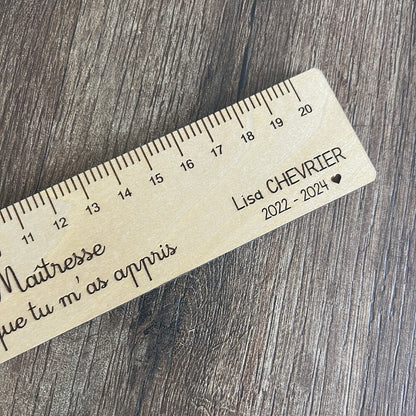 11 12 13 14 15 16 17 18 19 20
Lisa CHEVRIER
2022 - 2024 ♥
Maîtresse
que tu m'as appris